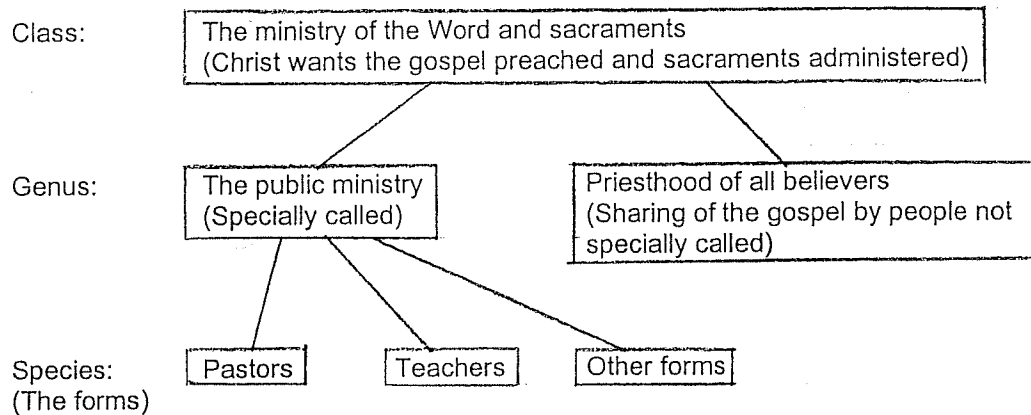 Class:
The ministry of the Word and sacraments
(Christ wants the gospel preached and sacraments administered)
Genus:
The public ministry
(Specially called)
Priesthood of all believers
(Sharing of the gospel by people not
specially called)
Species:
(The forms)
Pastors
Teachers
Other forms